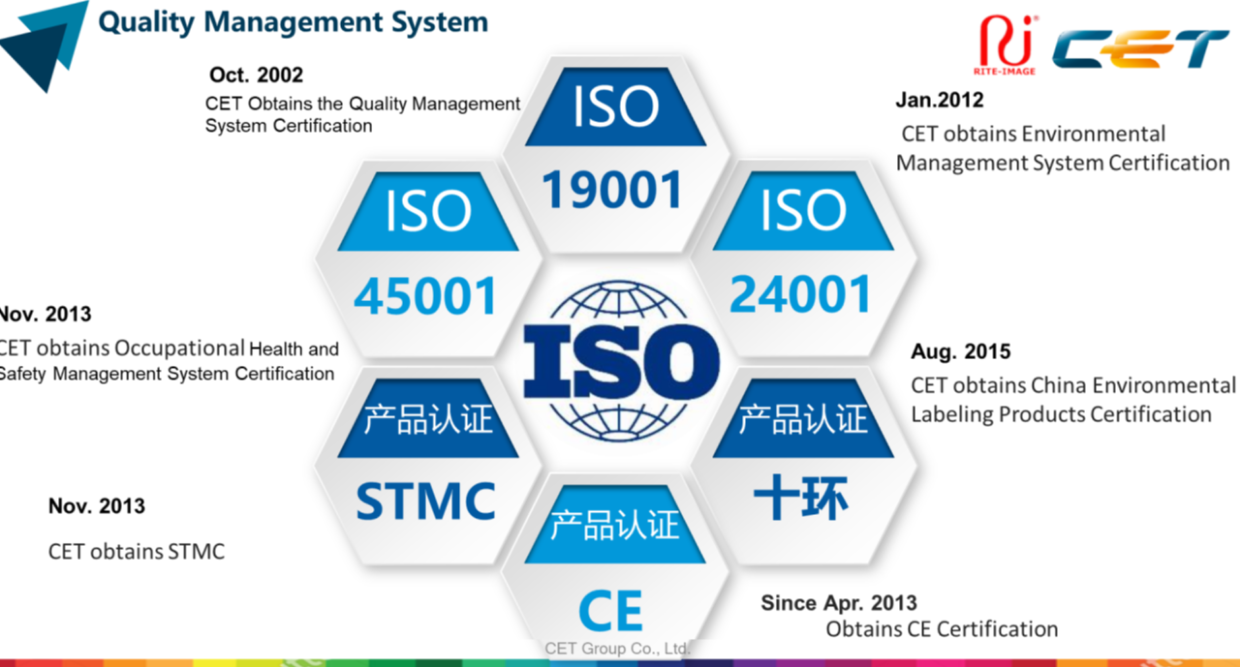 Quality Management System
RITE-IMAGE
CET
Oct. 2002
CET Obtains the Quality Management
System Certification
ISO
19001
Jan.2012
CET obtains Environmental
Management System Certification
ISO
45001
ISO
24001
ISO
Nov. 2013
CET obtains Occupational Health and
Safety Management System Certification
Aug. 2015
CET obtains China Environmental
Labeling Products Certification
产品认证
STMC
产品认证
十环
Nov. 2013
CET obtains STMC
产品认证
CE
Since Apr. 2013
Obtains CE Certification
CET Group Co., Ltd.